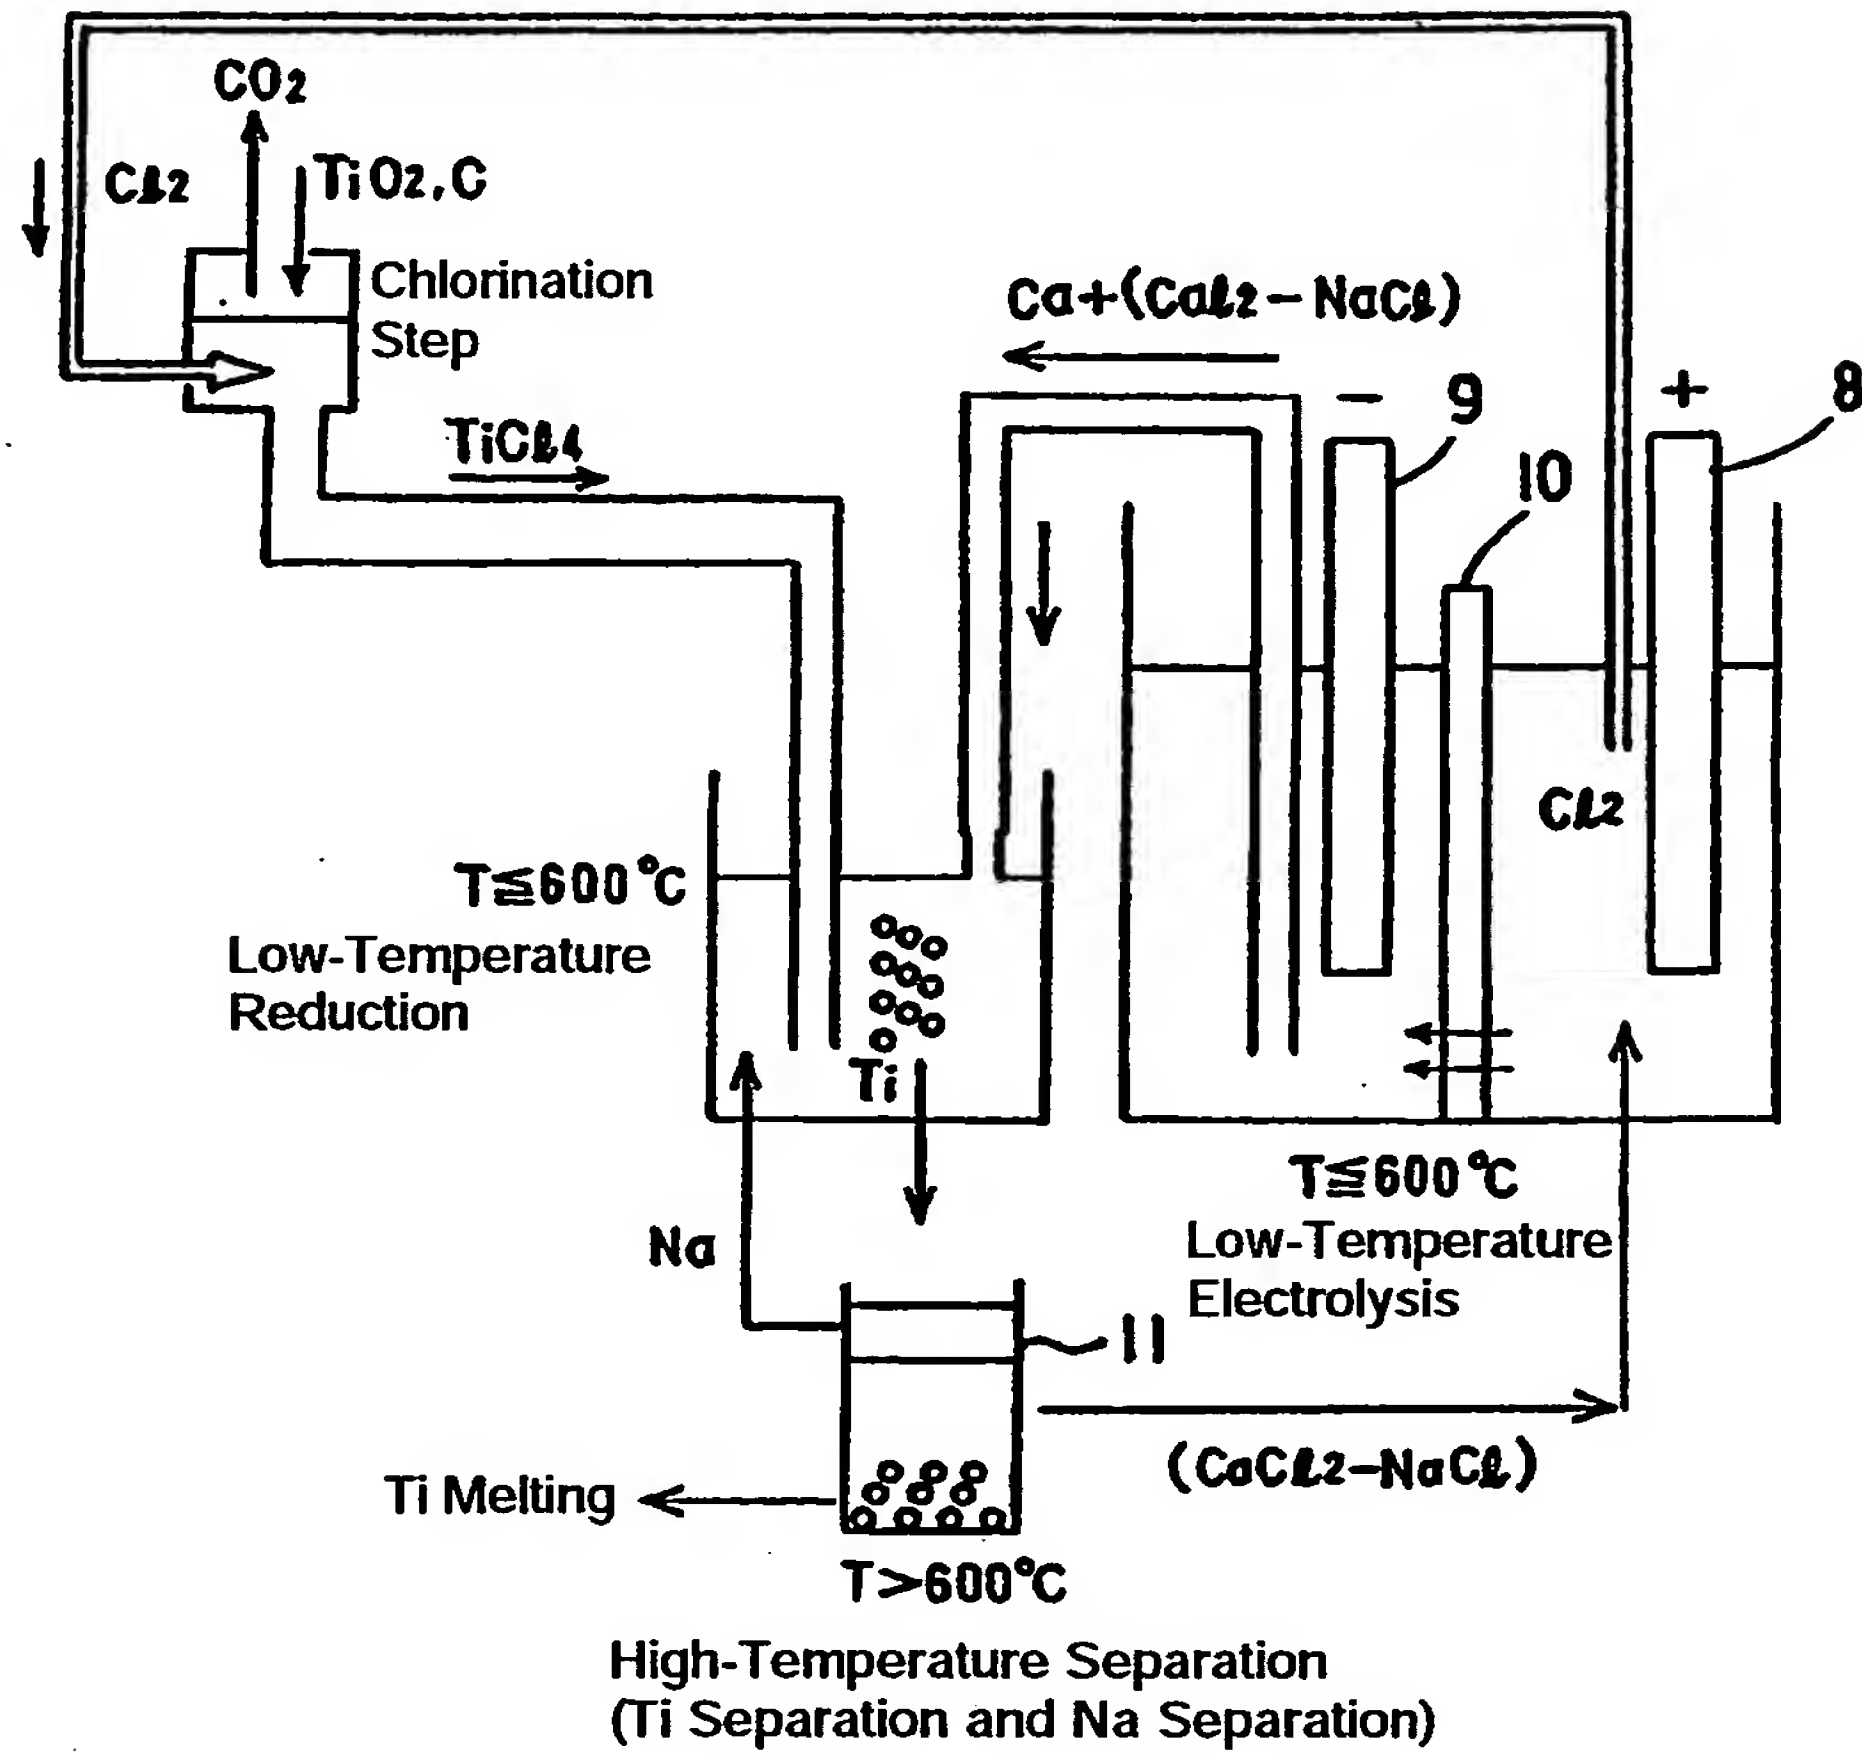 CO2
Cl2
TiO2,C
Chlorination
Step
TiCl4
Ca+(Cal2-NaCl)
-
9
+
8
10
Cl2
T≦600°C
Low-Temperature
Reduction
Ti
T≦600°C
Low-Temperature
Electrolysis
Na
11
(CaCl2-NaCl)
Ti Melting
T>600°C
High-Temperature Separation
(Ti Separation and Na Separation)